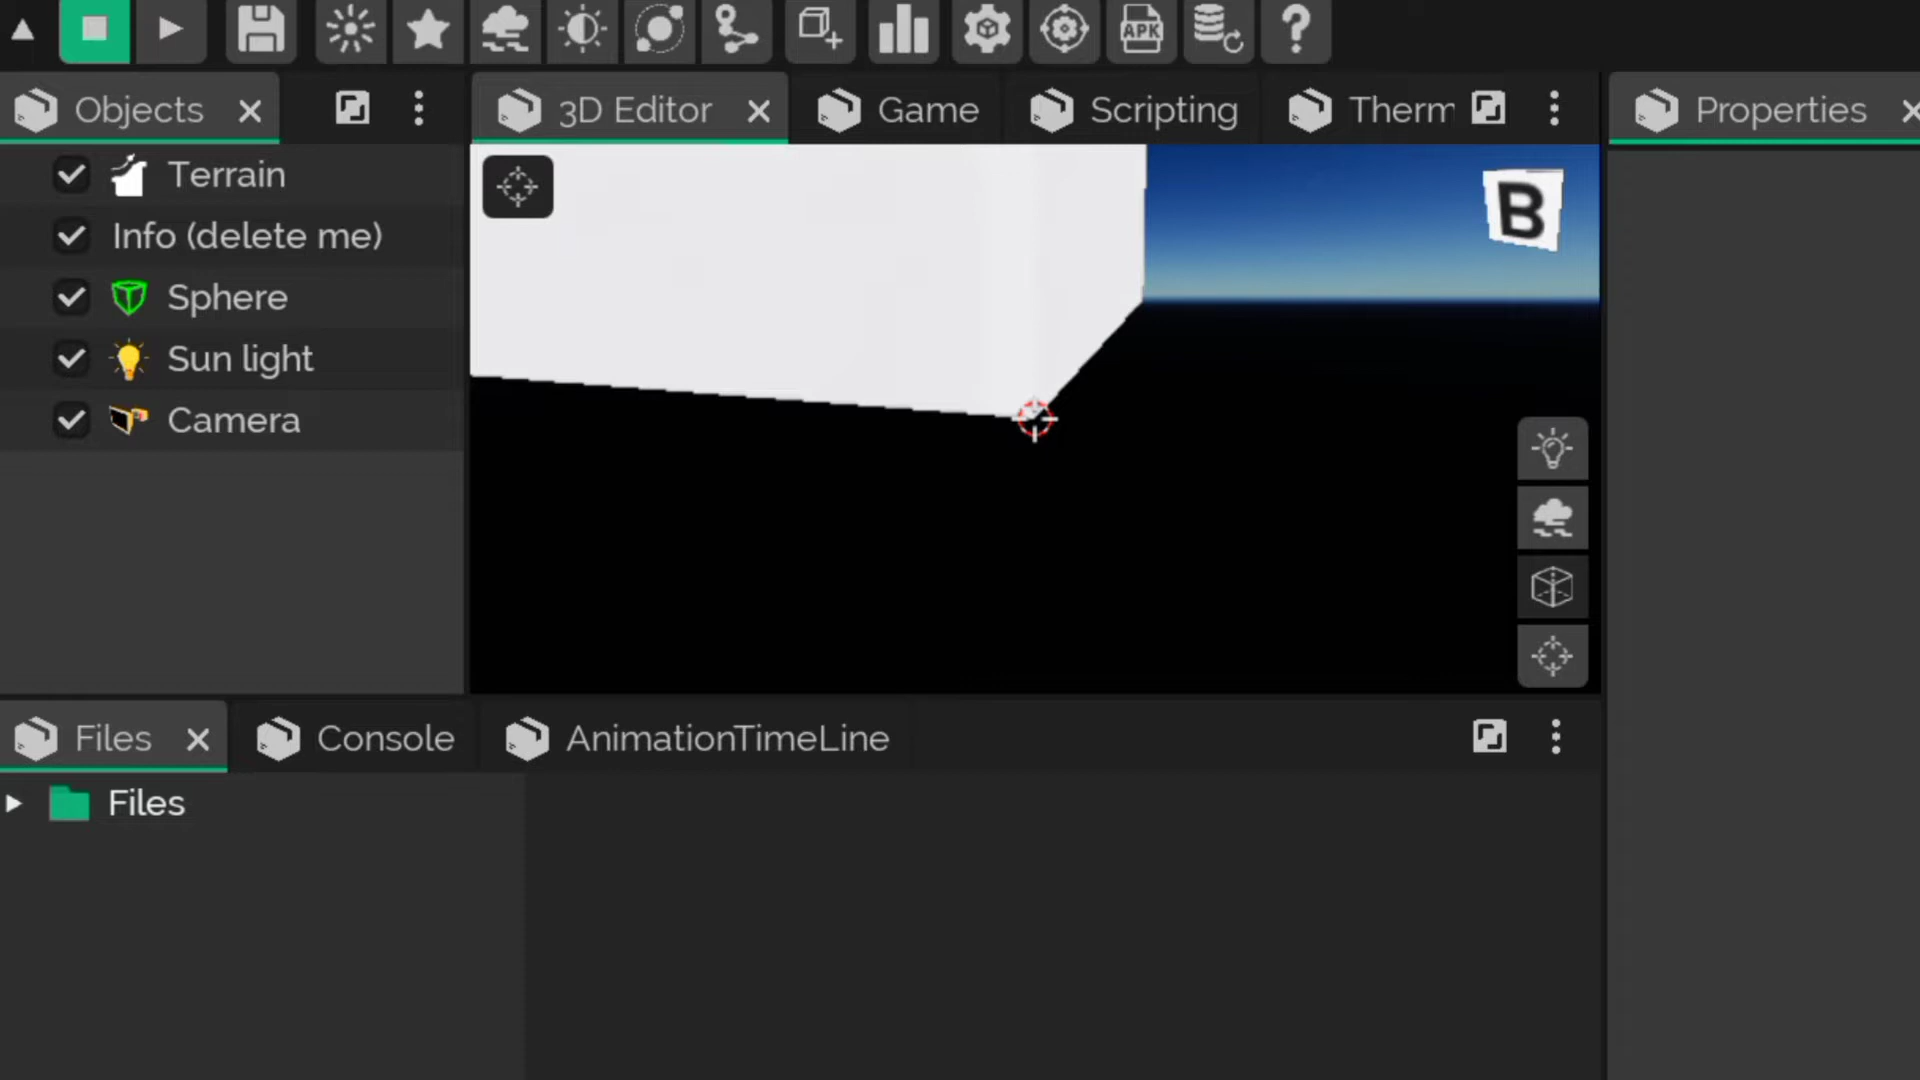 APK
Objects
3D Editor
Game
Scripting
Therm
Properties
Terrain
Info (delete me)
Sphere
Sun light
Camera
B
Files
Console
AnimationTimeLine
Files